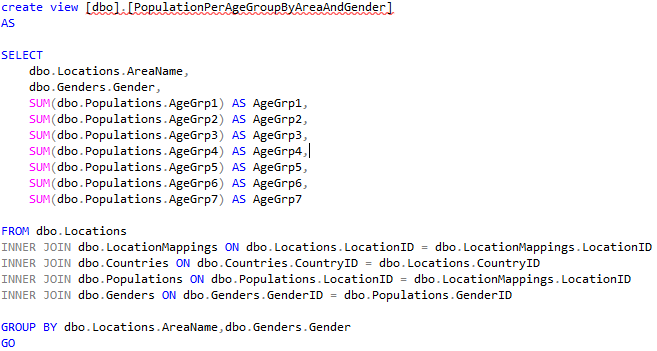 create view [dbo].[PopulationPerAgeGroupByAreaAndGender]
AS
SELECT
dbo.Locations.AreaName,
dbo.Genders.Gender,
SUM(dbo.Populations.AgeGrp1) AS AgeGrp1,
SUM(dbo.Populations.AgeGrp2) AS AgeGrp2,
SUM(dbo.Populations.AgeGrp3) AS AgeGrp3,
SUM(dbo.Populations.AgeGrp4) AS AgeGrp4,
SUM(dbo.Populations.AgeGrp5) AS AgeGrp5,
SUM(dbo.Populations.AgeGrp6) AS AgeGrp6,
SUM(dbo.Populations.AgeGrp7) AS AgeGrp7
FROM dbo.Locations
INNER JOIN dbo.LocationMappings ON dbo.Locations.LocationID = dbo.LocationMappings.LocationID
INNER JOIN dbo.Countries ON dbo.Countries.CountryID = dbo.Locations.CountryID
INNER JOIN dbo.Populations ON dbo.Populations.LocationID = dbo.LocationMappings.LocationID
INNER JOIN dbo.Genders ON dbo.Genders.GenderID = dbo.Populations.GenderID
GROUP BY dbo.Locations.AreaName,dbo.Genders.Gender
GO